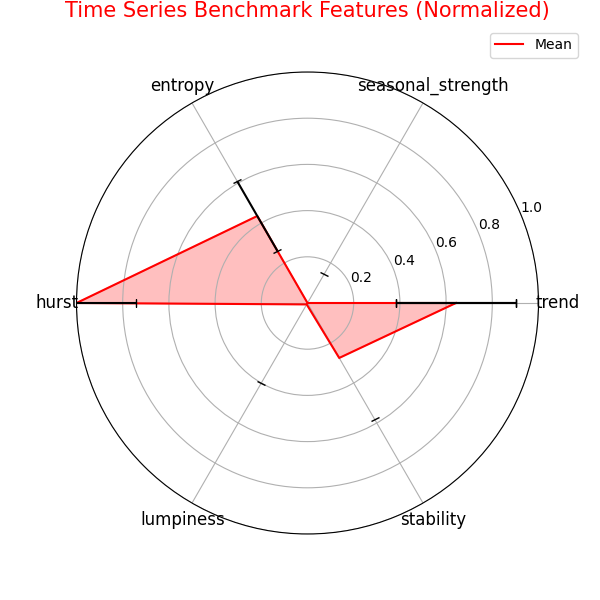 Time Series Benchmark Features (Normalized)
Mean
entropy
seasonal_strength
1.0
0.8
0.6
0.4
0.2
hurst
trend
lumpiness
stability